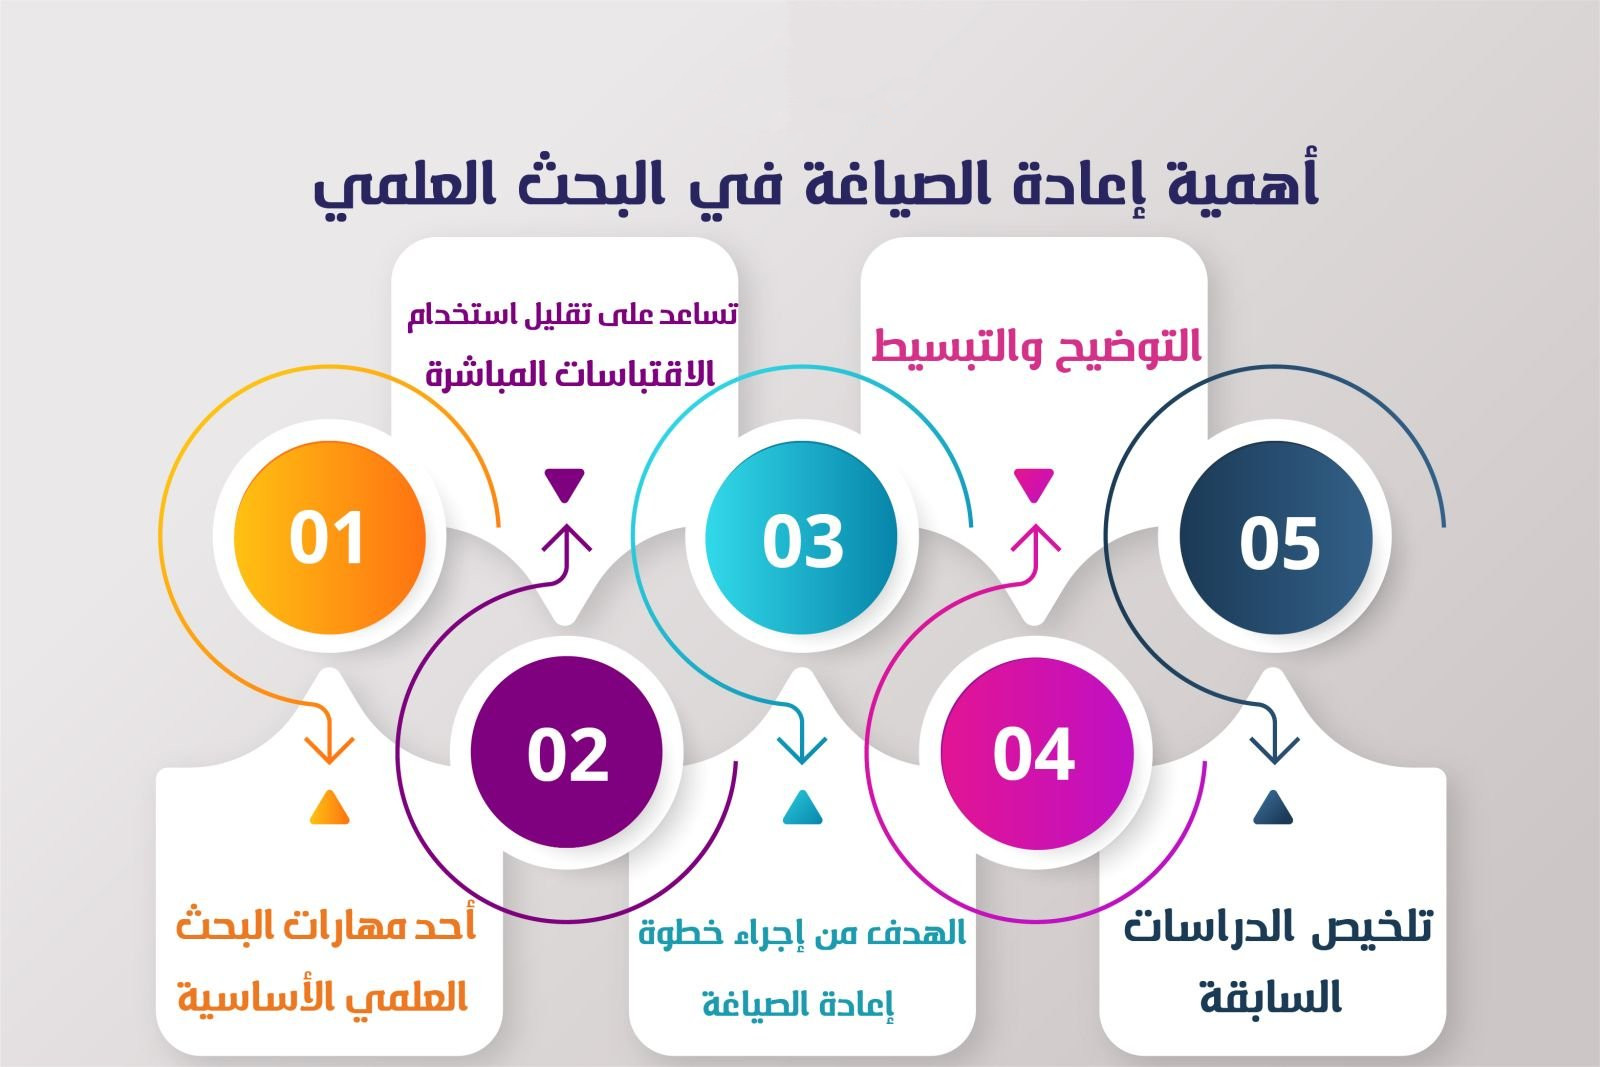 أهمية إعادة الصياغة في البحث العلمي
01
أحد مهارات البحث
العلمي الأساسية
02
تساعد على تقليل استخدام
الاقتباسات المباشرة
03
الهدف من إجراء خطوة
إعادة الصياغة
04
التوضيح والتبسيط
05
تلخيص الدراسات
السابقة